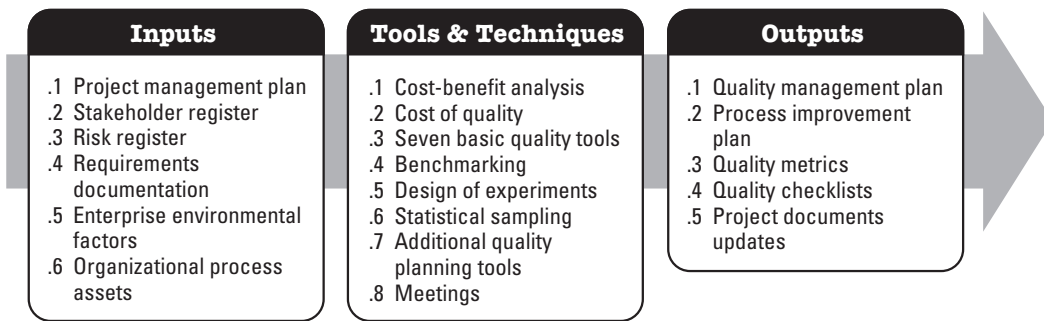 Inputs
.1 Project management plan
.2 Stakeholder register
.3 Risk register
.4 Requirements
documentation
.5 Enterprise environmental
factors
.6 Organizational process
assets
Tools & Techniques
.1 Cost-benefit analysis
.2 Cost of quality
.3 Seven basic quality tools
.4 Benchmarking
.5 Design of experiments
.6 Statistical sampling
.7 Additional quality
planning tools
.8 Meetings
Outputs
.1 Quality management plan
.2 Process improvement
plan
.3 Quality metrics
.4 Quality checklists
.5 Project documents
updates